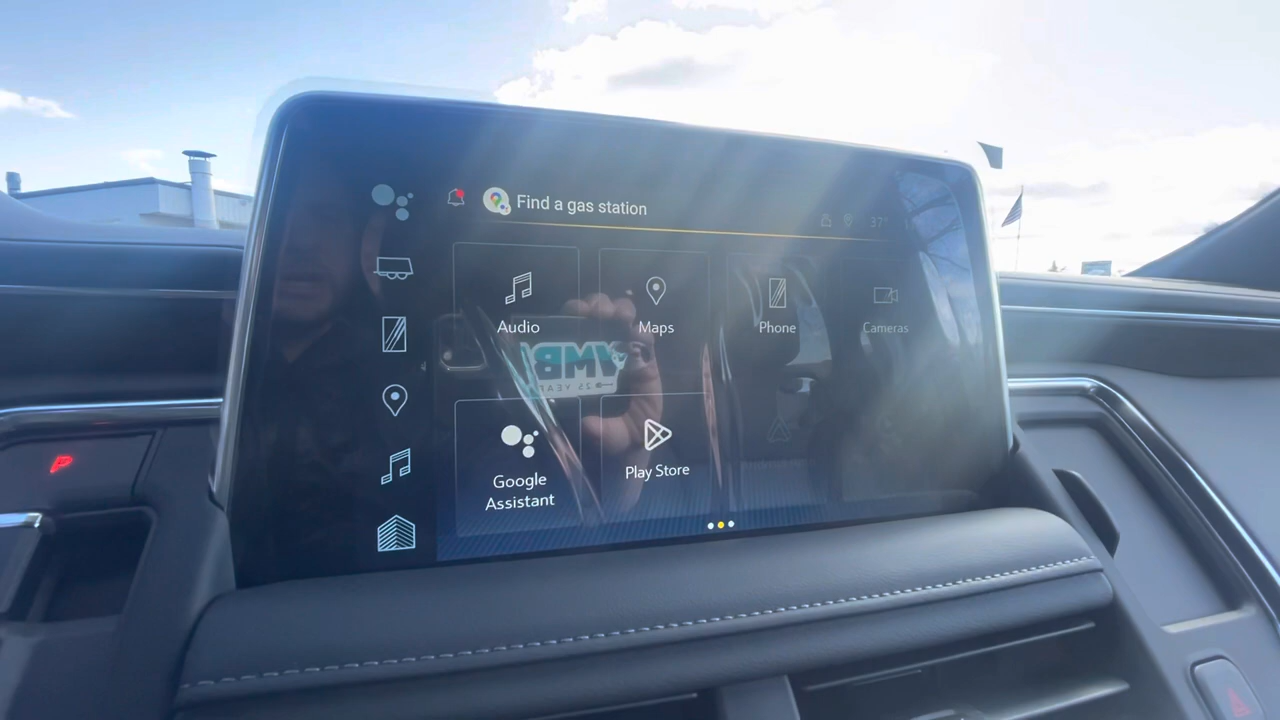 Find a gas station
37°
Audio
Maps
Phone
Cameras
Google
Assistant
Play Store
P